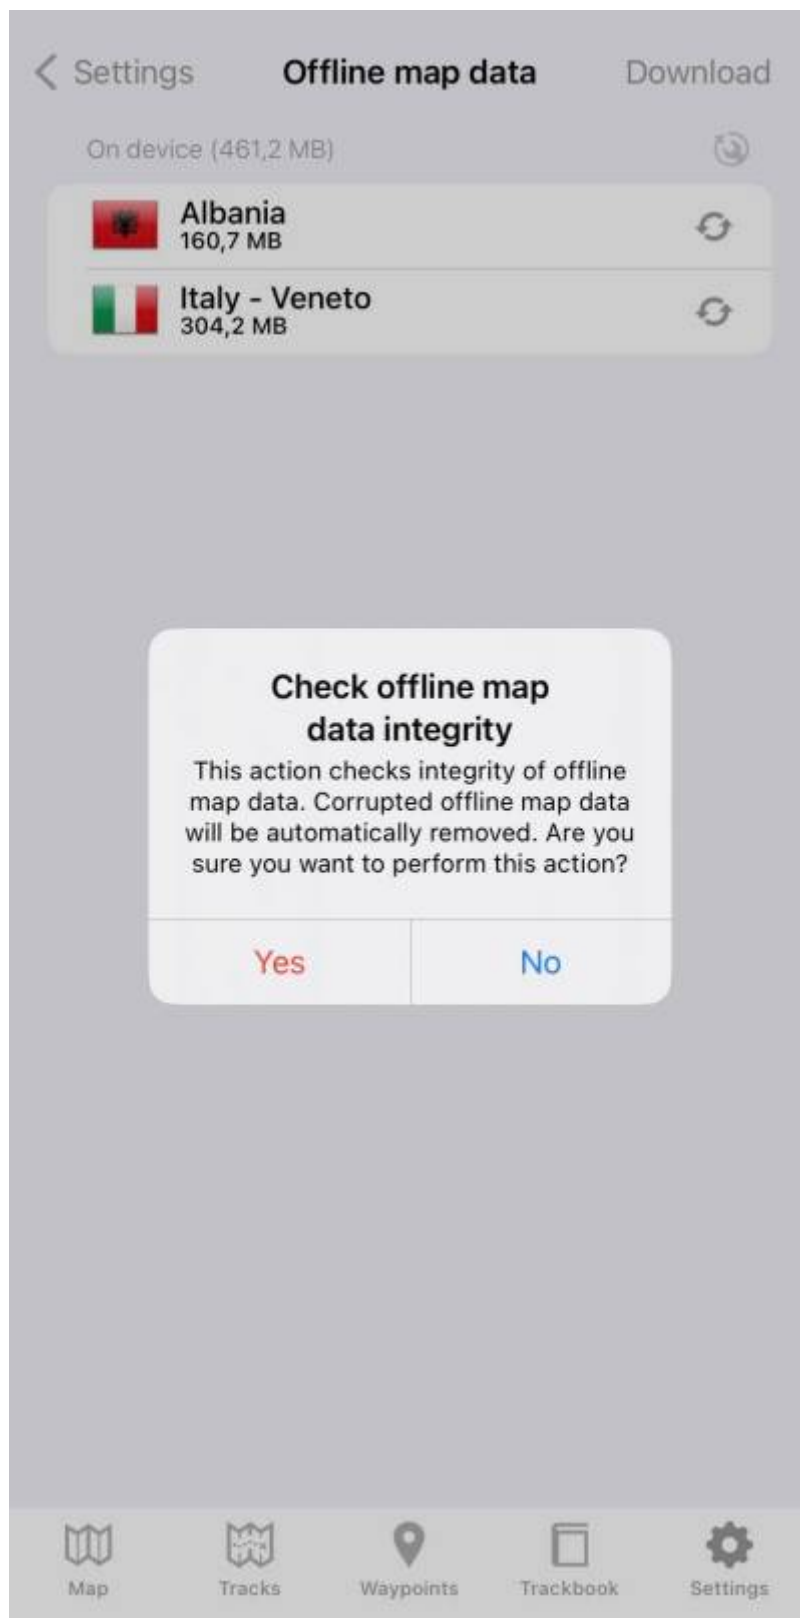 Settings
Offline map data
Download
On device (461,2 MB)
Albania
160,7 MB
Italy - Veneto
304,2 MB
Check offline map
data integrity
This action checks integrity of offline
map data. Corrupted offline map data
will be automatically removed. Are you
sure you want to perform this action?
Yes
No
Map
Tracks
Waypoints
Trackbook
Settings